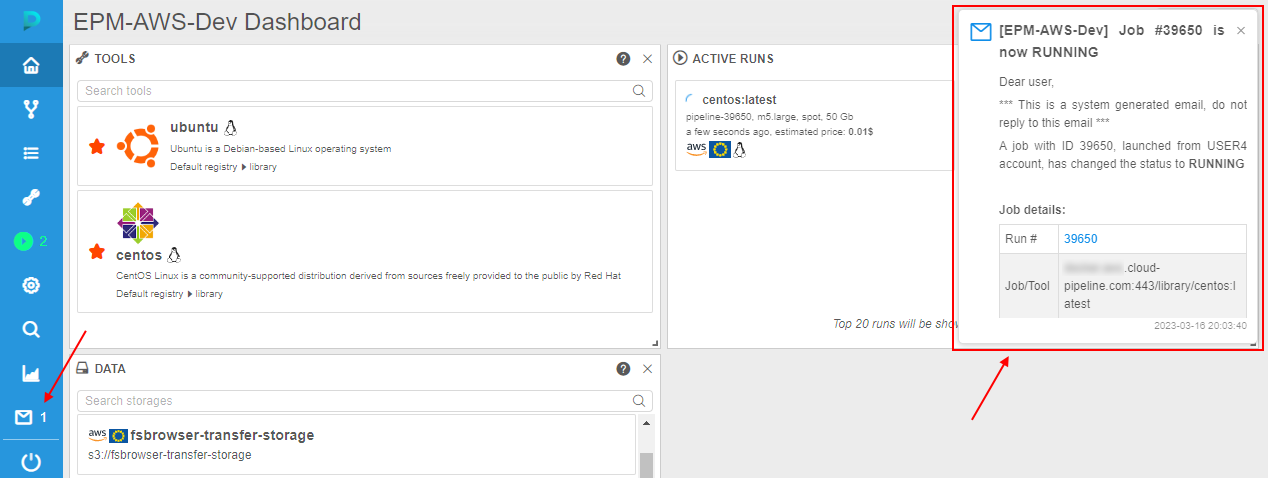 EPM-AWS-Dev Dashboard
TOOLS
Search tools
ubuntu
Ubuntu is a Debian-based Linux operating system
Default registry library
centos
CentOS Linux is a community-supported distribution derived from sources freely provided to the public by Red Hat
Default registry library
2
1
DATA
Search storages
aws fsbrowser-transfer-storage
s3://fsbrowser-transfer-storage
ACTIVE RUNS
centos:latest
pipeline-39650, m5.large, spot, 50 Gb
a few seconds ago, estimated price: 0.01$
aws
Top 20 runs will be
[EPM-AWS-Dev] Job #39650 is
now RUNNING
Dear user,
*** This is a system generated email, do not
reply to this email ***
A job with ID 39650, launched from USER4
account, has changed the status to RUNNING
Job details:
Run # 39650
Job/Tool .cloud-
pipeline.com:443/library/centos:l
atest
2023-03-16 20:03:40